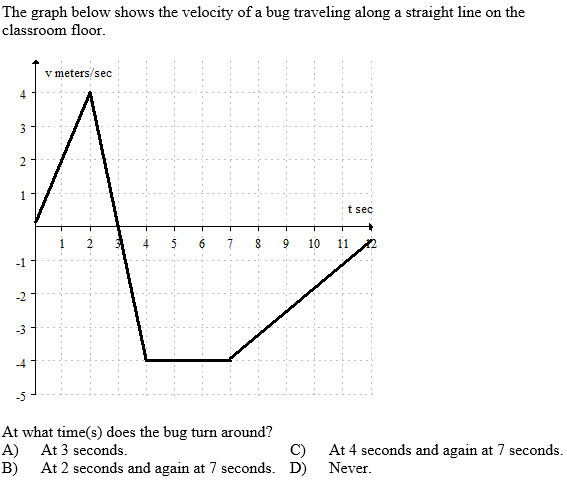 The graph below shows the velocity of a bug traveling along a straight line on the
classroom floor.
v meters/sec
4
3
2
1
t sec
1 2 3 4 5 6 7 8 9 10 11 12
-1
-2
-3
-4
-5
At what time(s) does the bug turn around?
A) At 3 seconds. C) At 4 seconds and again at 7 seconds.
B) At 2 seconds and again at 7 seconds. D) Never.